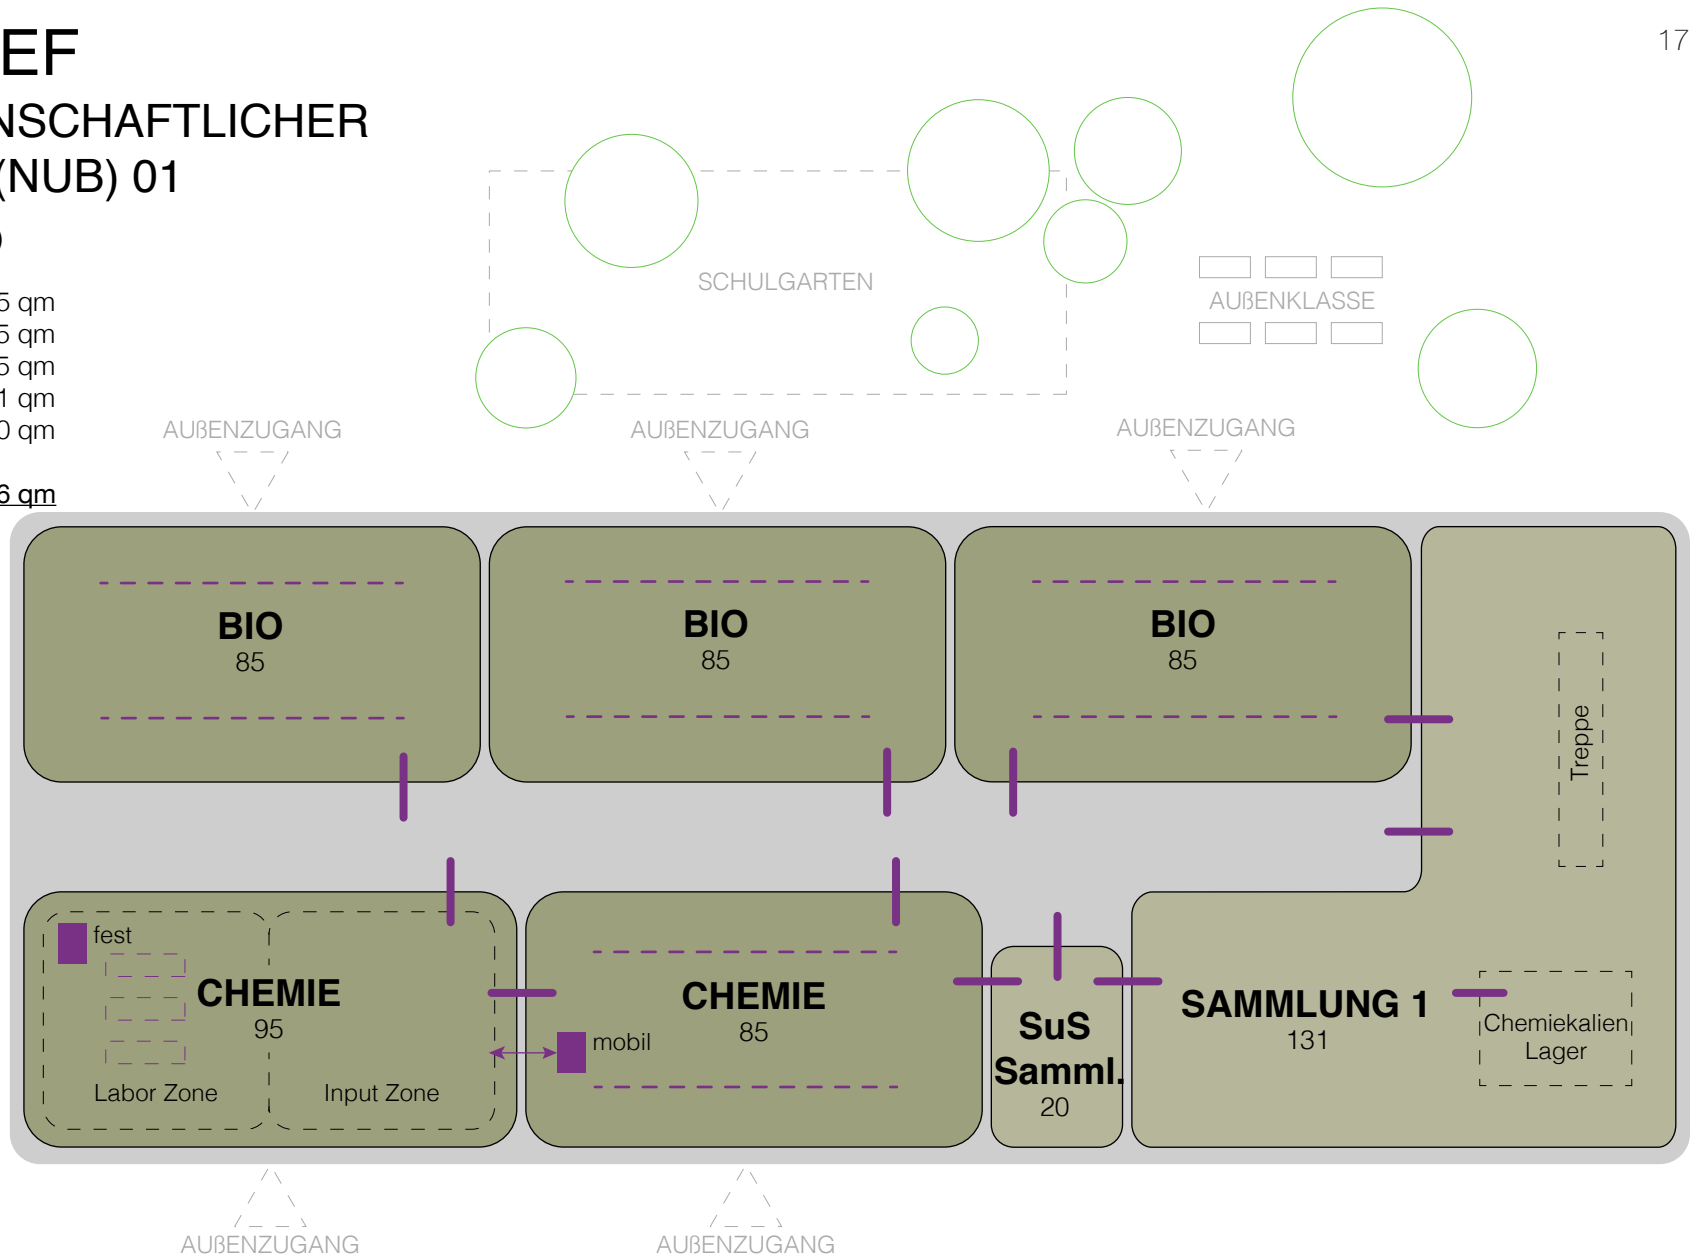 EF
17
NSCHAFTLICHER
(NUB) 01
)
5 qm
5 qm
5 qm
1 qm
0 qm
6 qm
SCHULGARTEN
AUßENKLASSE
AUßENZUGANG
AUßENZUGANG
AUßENZUGANG
BIO
85
BIO
85
BIO
85
Treppe
fest
CHEMIE
95
Labor Zone
Input Zone
mobil
CHEMIE
85
SuS
Samml.
20
SAMMLUNG 1
131
Chemiekalien
Lager
AUßENZUGANG
AUßENZUGANG